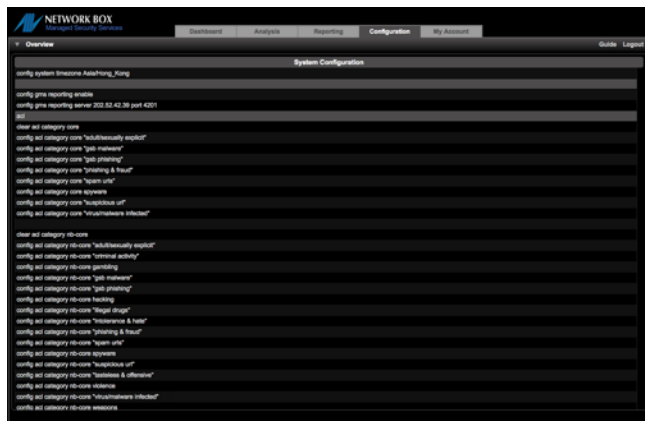 NETWORK BOX
Managed Security Services
Dashboard Analysis Reporting Configuration My Account
Overview Guide Logout
System Configuration
config system timezone Asia/Hong_Kong
config gms reporting enable
config gms reporting server 202.52.42.39 port 4201
acl
clear acl category core
config acl category core "adult/sexually explicit"
config acl category core "gsb malware"
config acl category core "gsb phishing"
config acl category core "phishing & fraud"
config acl category core "spam urls"
config acl category core spyware
config acl category core "suspicious url"
config acl category core "virus/malware infected"
clear acl category nb-core
config acl category nb-core "adult/sexually explicit"
config acl category nb-core "criminal activity"
config acl category nb-core gambling
config acl category nb-core "gsb malware"
config acl category nb-core "gsb phishing"
config acl category nb-core hacking
config acl category nb-core "illegal drugs"
config acl category nb-core "intolerance & hate"
config acl category nb-core "phishing & fraud"
config acl category nb-core "spam urls"
config acl category nb-core spyware
config acl category nb-core "suspicious url"
config acl category nb-core "tasteless & offensive"
config acl category nb-core violence
config acl category nb-core "virus/malware infected"
config acl category nb-core weapons